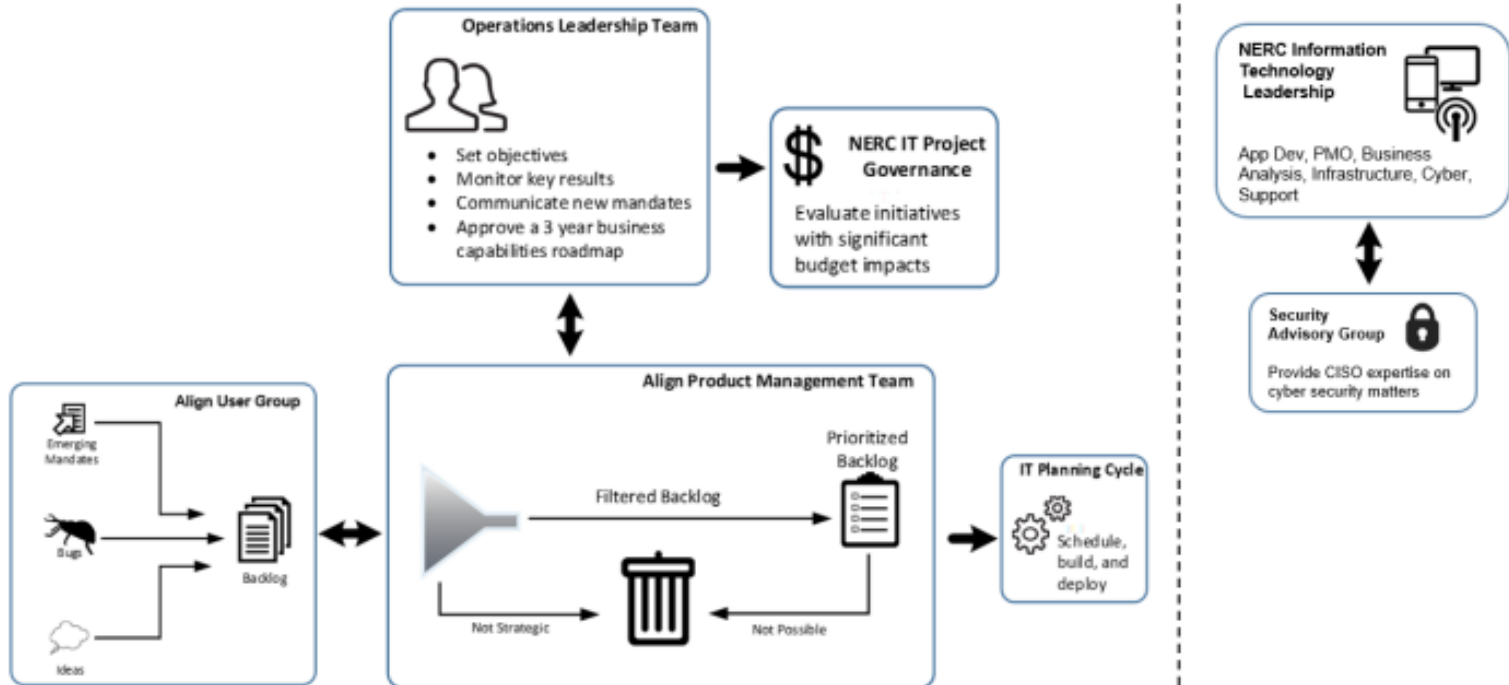 Operations Leadership Team
• Set objectives
• Monitor key results
• Communicate new mandates
• Approve a 3 year business
capabilities roadmap
$
NERC IT Project
Governance
Evaluate initiatives
with significant
budget impacts
NERC Information
Technology
Leadership
App Dev, PMO, Business
Analysis, Infrastructure, Cyber,
Support
Security
Advisory Group
Provide CISO expertise on
cyber security matters
Align User Group
Emerging
Mandates
Bugs
Ideas
Backlog
Align Product Management Team
Filtered Backlog
Prioritized
Backlog
Not Strategic
Not Possible
IT Planning Cycle
Schedule,
build, and
deploy